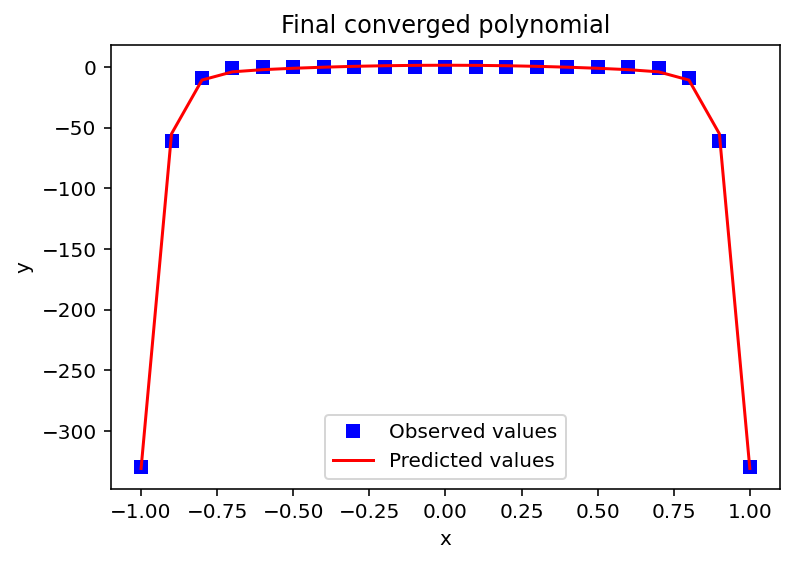 Final converged polynomial
0
−50
−100
−150
−200
−250
−300
y
Observed values
Predicted values
−1.00 −0.75 −0.50 −0.25 0.00 0.25 0.50 0.75 1.00
x